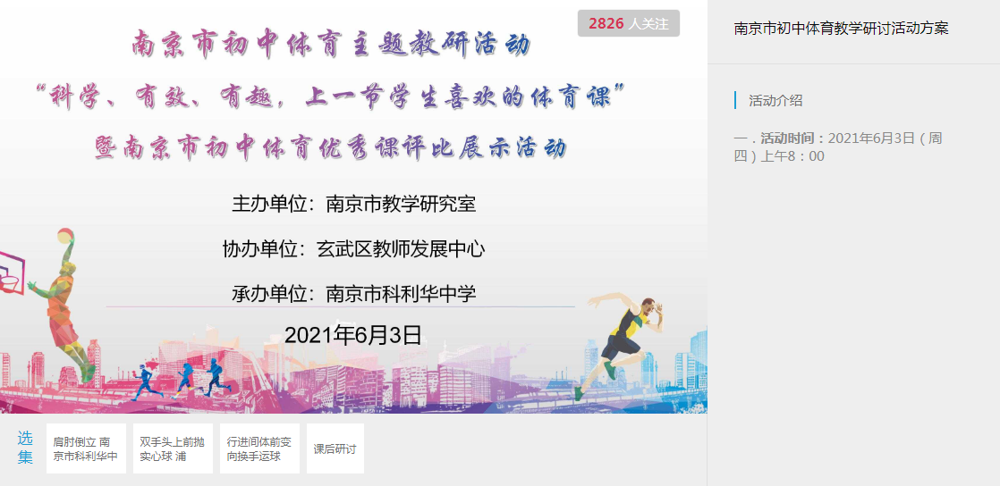 2826 人关注
南京市初中体育主题教研活动
“科学、有效、有趣，上一节学生喜欢的体育课”
暨南京市初中体育优秀课评比展示活动
主办单位：南京市教学研究室
协办单位：玄武区教师发展中心
承办单位：南京市科利华中学
2021年6月3日
选
集
肩肘倒立 南
京市科利华中
双手头上前抛
实心球 浦
行进间体前变
向换手运球
课后研讨
南京市初中体育教学研讨活动方案
活动介绍
一．活动时间：2021年6月3日（周
四）上午8：00